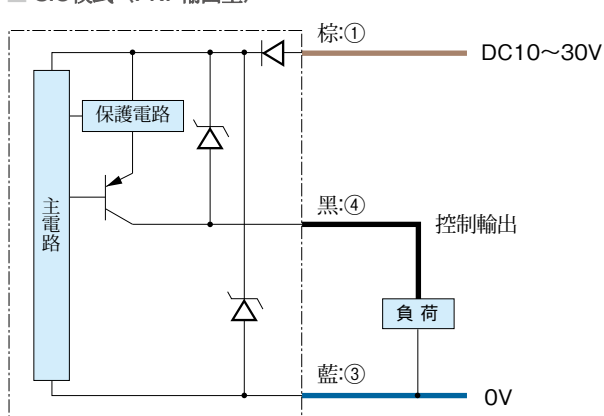 棕:①
DC10～30V
保護電路
主電路
黑:④
控制輸出
負荷
藍:③
0V